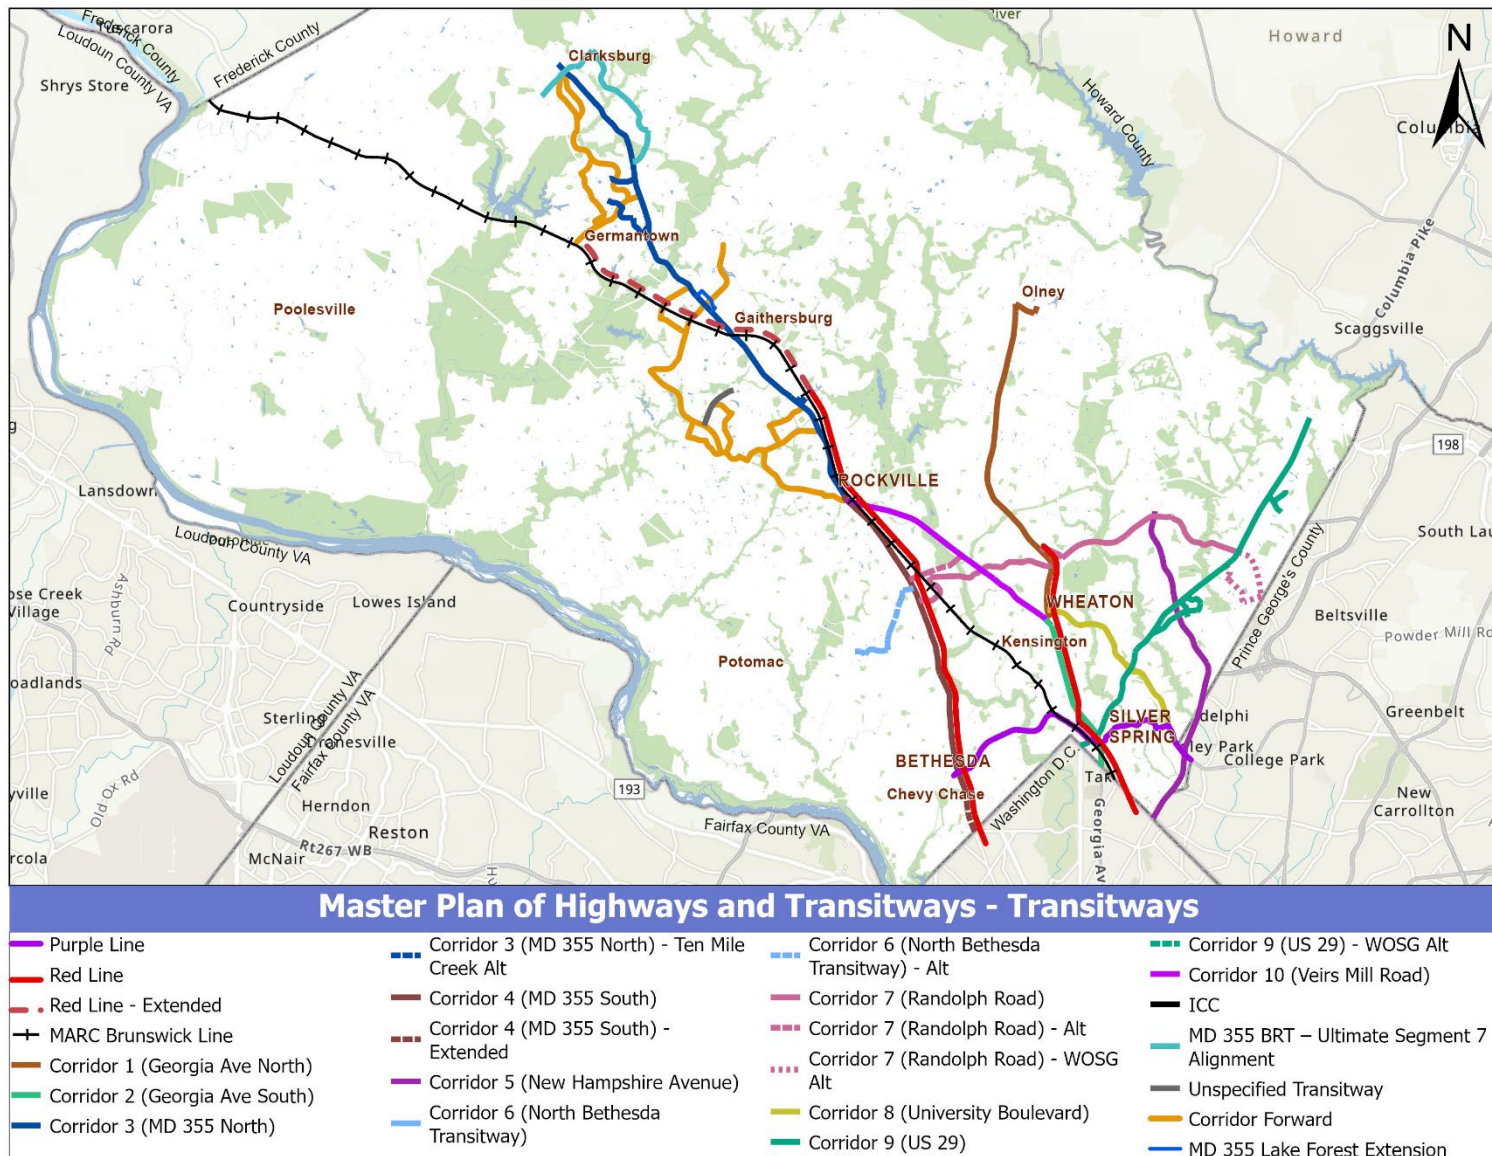 River
Tuscarora
Frederick County
Loudoun County VA
Frederick County
Clarksburg
Howard
N
Shrys Store
Howard County
Columbia
Germantown
Columbia Pike
Poolesville
Gaithersburg
Olney
Scaggsville
g
198
ROCKVILLE
Lansdown
Loudoun County VA
South Lau
Prince George's County
Ashburn Rd
ose Creek
Village
Countryside
Lowes Island
WHEATON
Beltsville
Powder Mill Rd
Kensington
Potomac
oadlands
Loudoun County VA
Fairfax County VA
Sterling
Dranesville
SILVER
SPRING
delphi
Greenbelt
ley Park
College Park
BETHESDA
Washington D.C.
Tak
yville
Old Ox Rd
193
Chevy Chase
New
Carrollton
Herndon
Reston
Fairfax County VA
Georgia Av
rcola
McNair
Rt267 WB
Master Plan of Highways and Transitways - Transitways
Purple Line
Red Line
Red Line - Extended
MARC Brunswick Line
Corridor 1 (Georgia Ave North)
Corridor 2 (Georgia Ave South)
Corridor 3 (MD 355 North)
Corridor 3 (MD 355 North) - Ten Mile
Creek Alt
Corridor 4 (MD 355 South)
Corridor 4 (MD 355 South) -
Extended
Corridor 5 (New Hampshire Avenue)
Corridor 6 (North Bethesda
Transitway)
Corridor 6 (North Bethesda
Transitway) - Alt
Corridor 7 (Randolph Road)
Corridor 7 (Randolph Road) - Alt
Corridor 7 (Randolph Road) - WOSG
Alt
Corridor 8 (University Boulevard)
Corridor 9 (US 29)
Corridor 9 (US 29) - WOSG Alt
Corridor 10 (Veirs Mill Road)
ICC
MD 355 BRT – Ultimate Segment 7
Alignment
Unspecified Transitway
Corridor Forward
MD 355 Lake Forest Extension